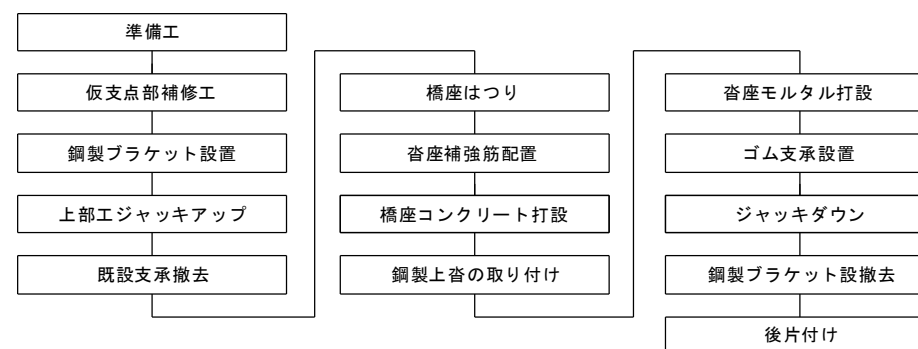 準備工
仮支点部補修工
鋼製ブラケット設置
上部工ジャッキアップ
既設支承撤去
橋座はつり
沓座補強筋配置
橋座コンクリート打設
鋼製上沓の取り付け
沓座モルタル打設
ゴム支承設置
ジャッキダウン
鋼製ブラケット設撤去
後片付け